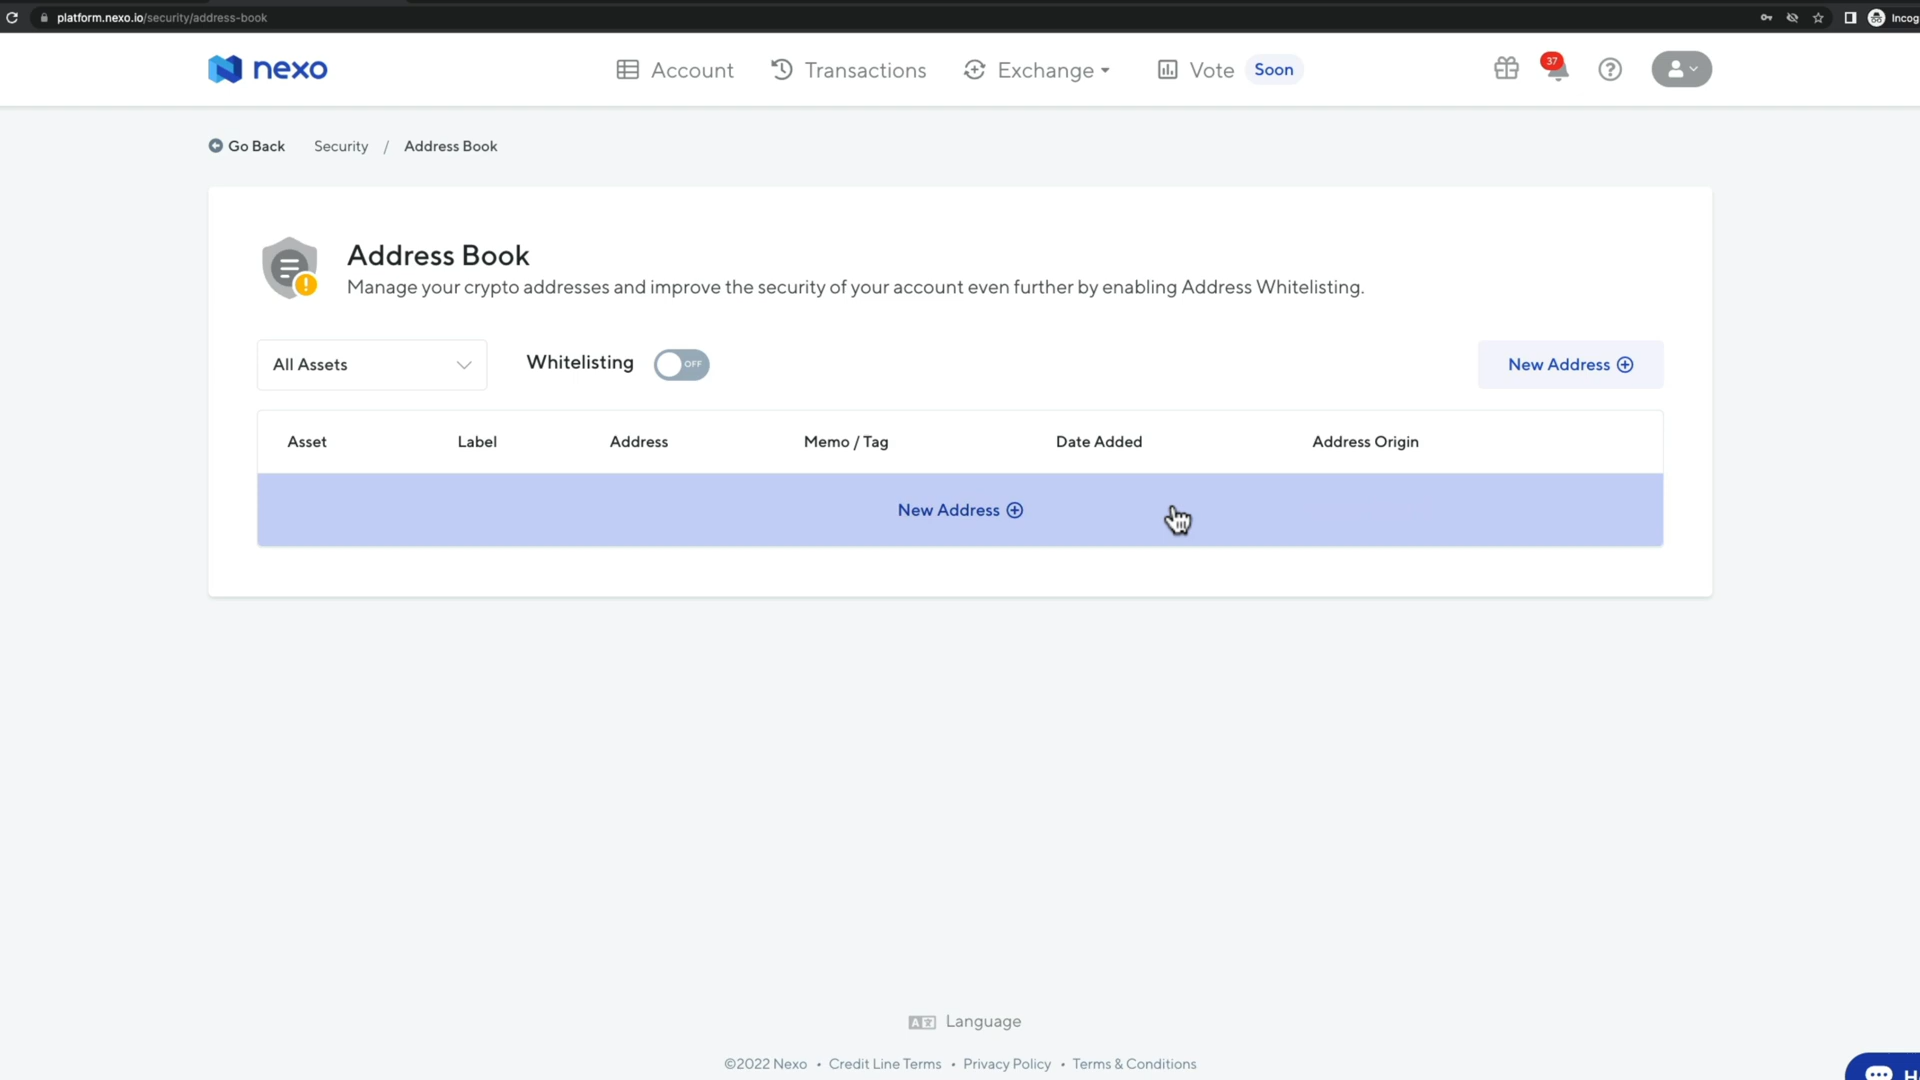 platform.nexo.io/security/address-book
Incog
nexo
Account
Transactions
Exchange
Vote
Soon
37
Go Back
Security / Address Book
Address Book
Manage your crypto addresses and improve the security of your account even further by enabling Address Whitelisting.
All Assets
Whitelisting
OFF
New Address
Asset
Label
Address
Memo / Tag
Date Added
Address Origin
New Address
Language
©2022 Nexo • Credit Line Terms • Privacy Policy • Terms & Conditions